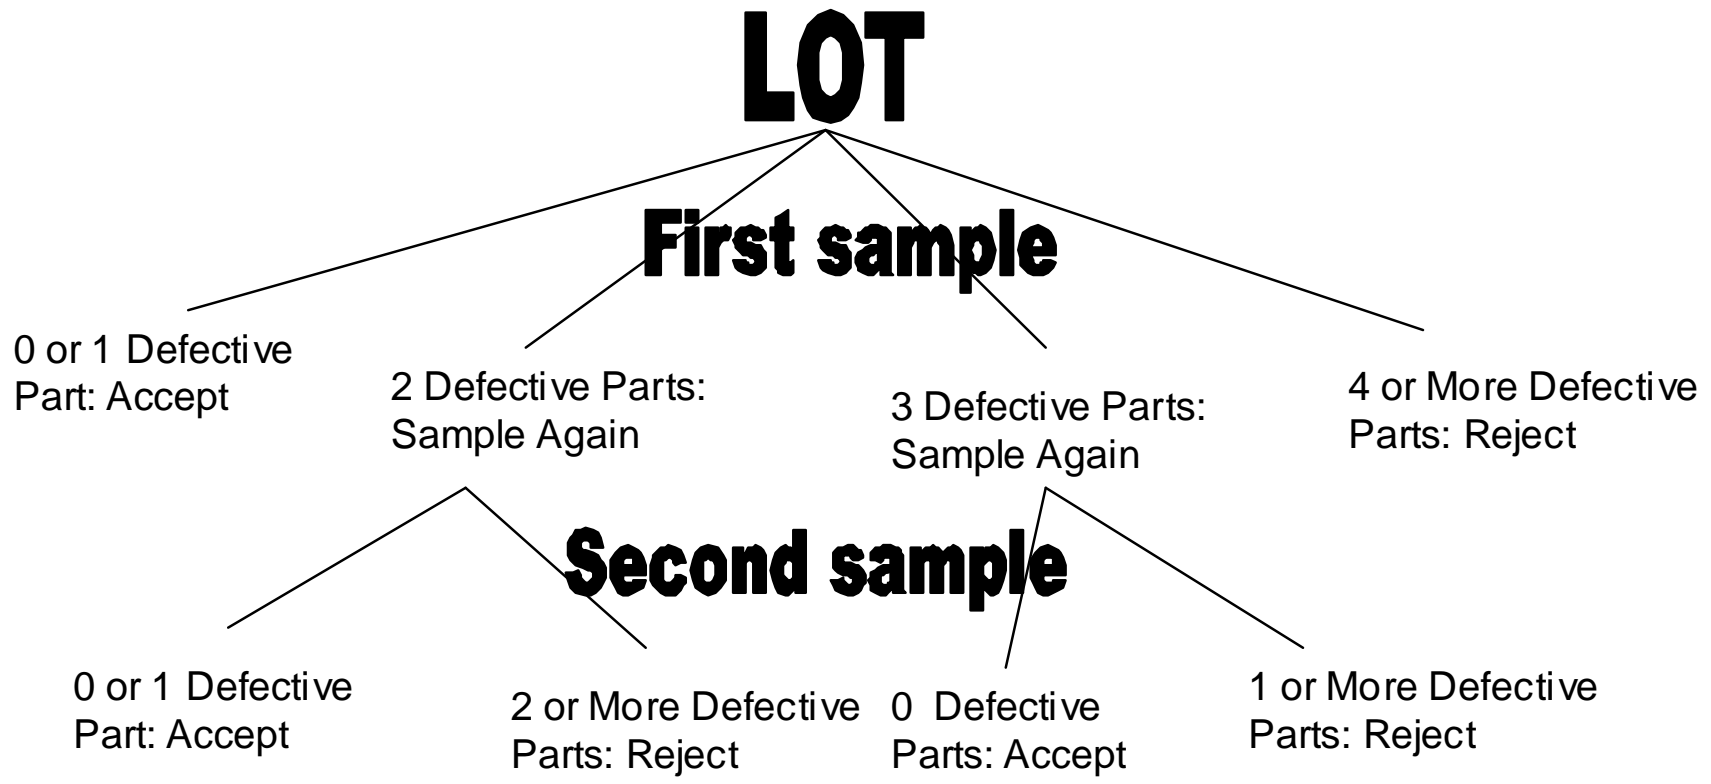 LOT
First sample
0 or 1 Defective
Part: Accept
2 Defective Parts:
Sample Again
3 Defective Parts:
Sample Again
4 or More Defective
Parts: Reject
Second sample
0 or 1 Defective
Part: Accept
2 or More Defective
Parts: Reject
0 Defective
Parts: Accept
1 or More Defective
Parts: Reject